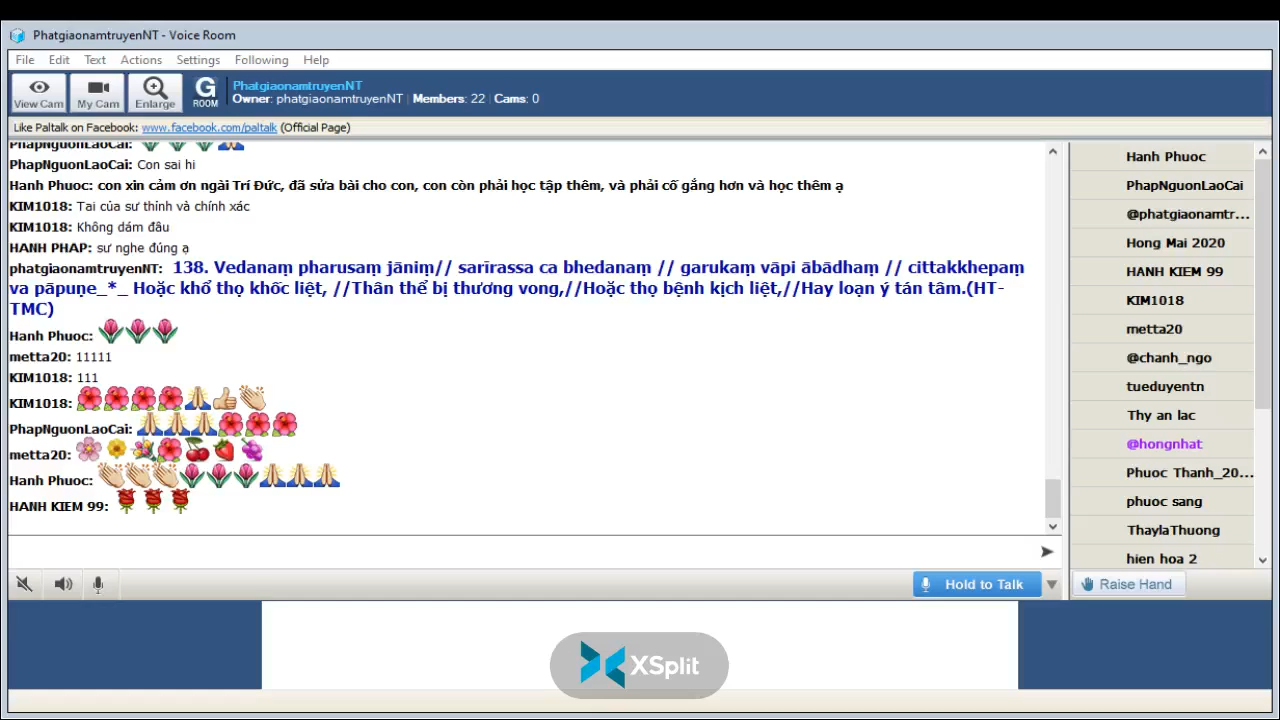 PhatgiaonamtruyenNT - Voice Room
File Edit Text Actions Settings Following Help
View Cam My Cam Enlarge G ROOM
PhatgiaonamtruyenNT
Owner: phatgiaonamtruyenNT | Members: 22 | Cams: 0
Like Paltalk on Facebook: www.facebook.com/paltalk (Official Page)
PhapNguonLaoCai:
PhapNguonLaoCai: Con sai hi
Hanh Phuoc: con xin cảm ơn ngài Trí Đức, đã sửa bài cho con, con còn phải học tập thêm, và phải cố gắng hơn và học thêm ạ
KIM1018: Tai của sư thính và chính xác
KIM1018: Không dám đâu
HANH PHAP: sư nghe đúng ạ
phatgiaonamtruyenNT: 138. Vedanaṃ pharusaṃ jāniṃ// sarīrassa ca bhedanaṃ // garukaṃ vāpi ābādhaṃ // cittakkhepaṃ
va pāpuṇe_*_ Hoặc khổ thọ khốc liệt, //Thân thể bị thương vong,//Hoặc thọ bệnh kịch liệt,//Hay loạn ý tán tâm.(HT-
TMC)
Hanh Phuoc:
metta20: 11111
KIM1018: 111
KIM1018:
PhapNguonLaoCai:
metta20:
Hanh Phuoc:
HANH KIEM 99:
Hanh Phuoc
PhapNguonLaoCai
@phatgiaonamtr...
Hong Mai 2020
HANH KIEM 99
KIM1018
metta20
@chanh_ngo
tueduyentn
Thy an lac
@hongnhat
Phuoc Thanh_20...
phuoc sang
ThaylaThuong
hien hoa 2
Hold to Talk
Raise Hand
XSplit